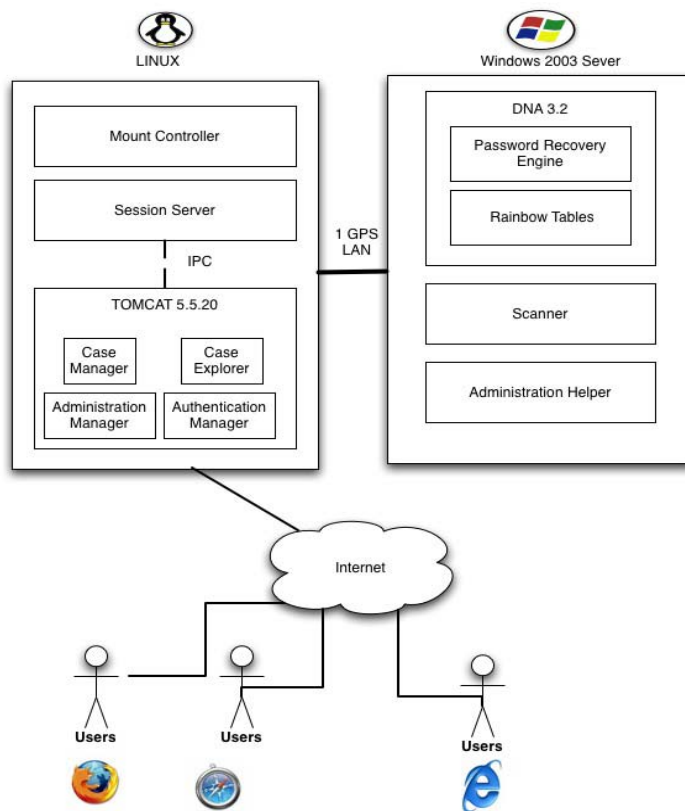 LINUX
Windows 2003 Sever
Mount Controller
Session Server
IPC
TOMCAT 5.5.20
Case
Manager
Case
Explorer
Administration
Manager
Authentication
Manager
1 GPS
LAN
DNA 3.2
Password Recovery
Engine
Rainbow Tables
Scanner
Administration Helper
Internet
Users
Users
Users